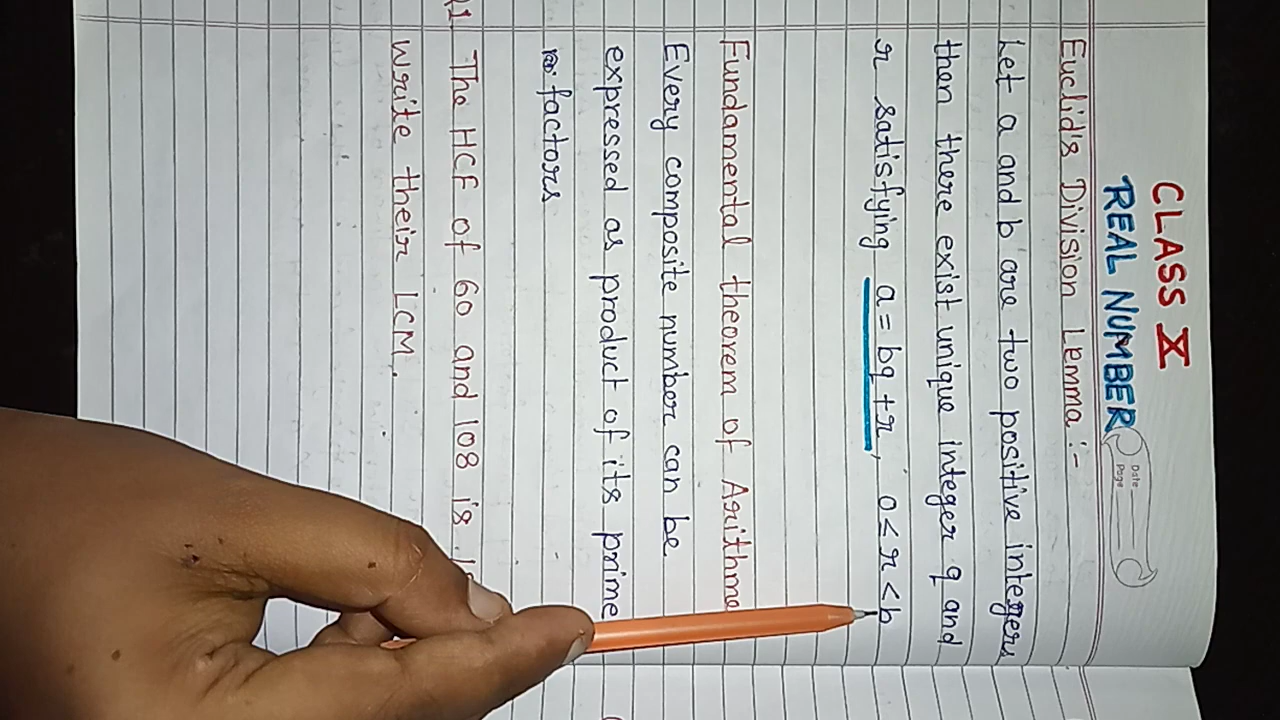 CLASS X
REAL NUMBER
Date
Page
Euclid's Division Lemma :-
Let a and b are two positive integers
then there exist unique integer q and
r satisfying a = bq + r, 0 ≤ r < b
Fundamental theorem of Arithme
Every composite number can be
expressed as product of its prime
factors
The HCF of 60 and 108 is
write their LCM.